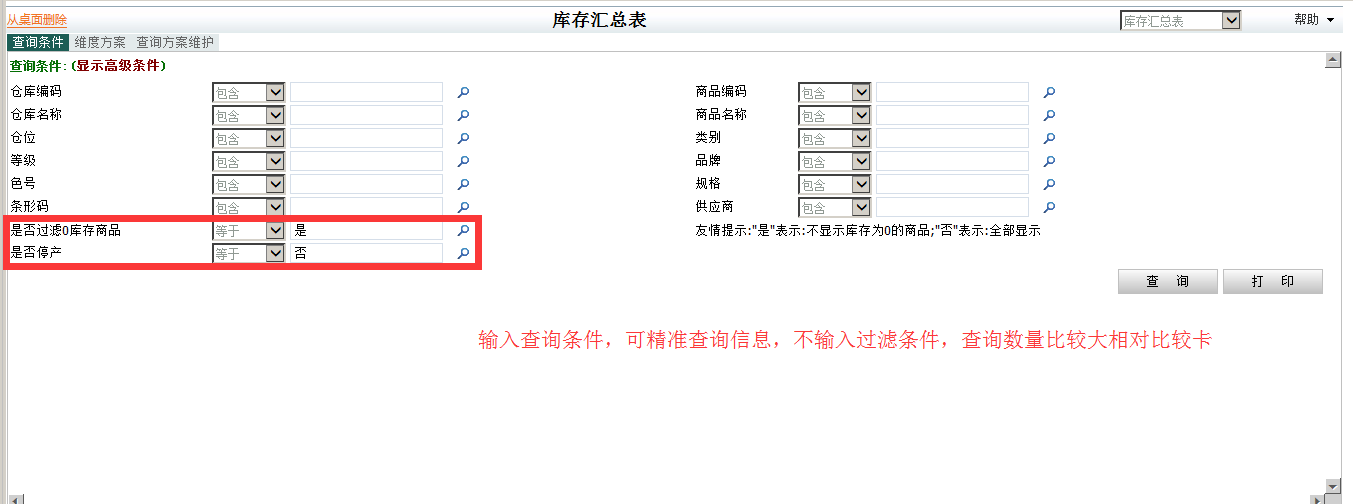 从桌面删除 库存汇总表 库存汇总表 帮助
查询条件 维度方案 查询方案维护
查询条件: (显示高级条件)
仓库编码 包含 商品编码 包含
仓库名称 包含 商品名称 包含
仓位 包含 类别 包含
等级 包含 品牌 包含
色号 包含 规格 包含
条形码 包含 供应商 包含
是否过滤0库存商品 等于 是 友情提示:"是"表示:不显示库存为0的商品;"否"表示:全部显示
是否停产 等于 否
查 询 打 印
输入查询条件，可精准查询信息，不输入过滤条件，查询数量比较大相对比较卡